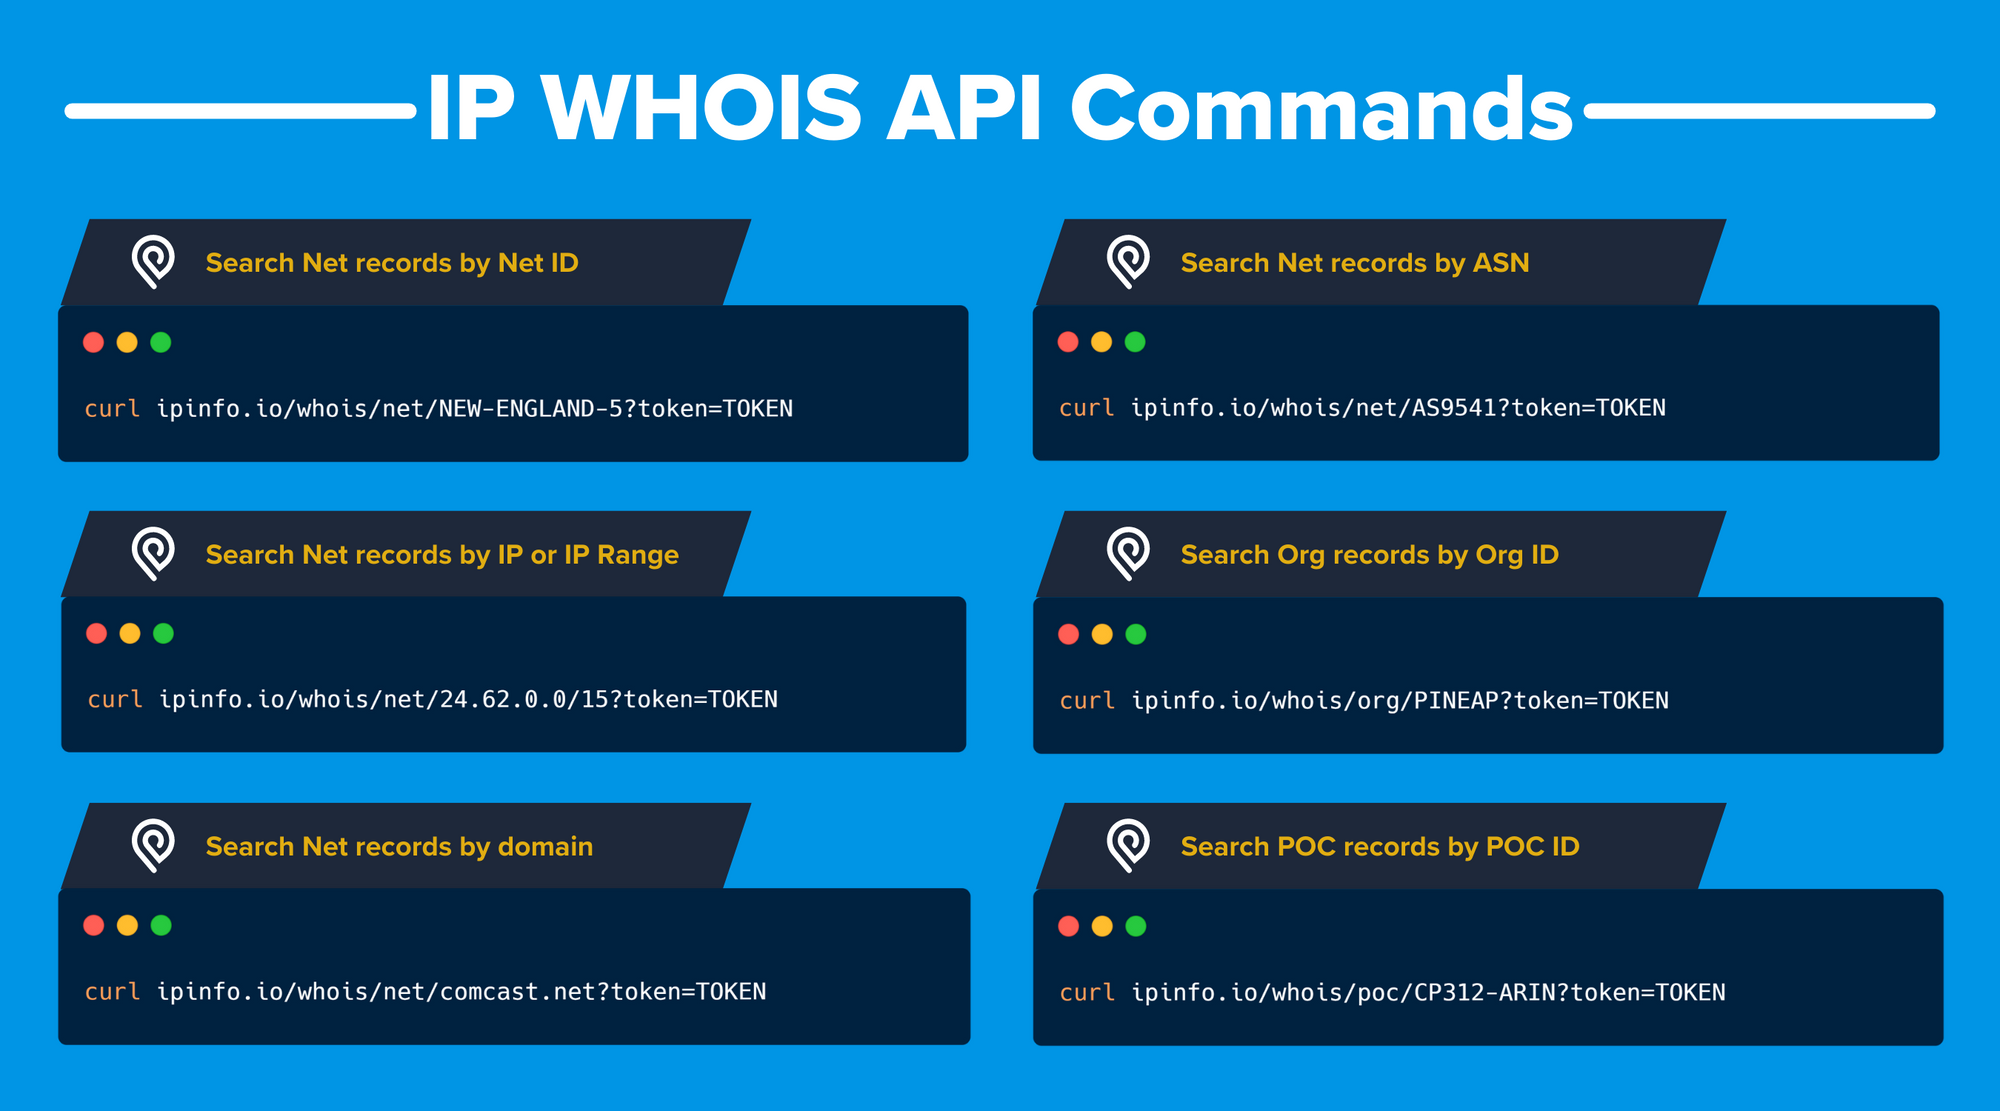 IP WHOIS API Commands
Search Net records by Net ID
curl ipinfo.io/whois/net/NEW-ENGLAND-5?token=TOKEN
Search Net records by ASN
curl ipinfo.io/whois/net/AS9541?token=TOKEN
Search Net records by IP or IP Range
curl ipinfo.io/whois/net/24.62.0.0/15?token=TOKEN
Search Org records by Org ID
curl ipinfo.io/whois/org/PINEAP?token=TOKEN
Search Net records by domain
curl ipinfo.io/whois/net/comcast.net?token=TOKEN
Search POC records by POC ID
curl ipinfo.io/whois/poc/CP312-ARIN?token=TOKEN